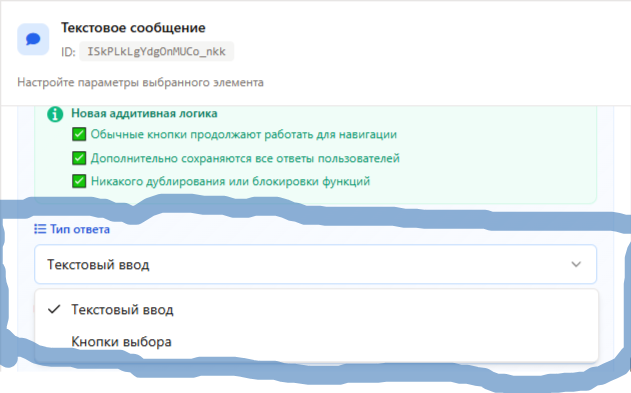 Текстовое сообщение
ID: ISkPLkLgYdgOnMUCo_nkk
Настройте параметры выбранного элемента
Новая аддитивная логика
Обычные кнопки продолжают работать для навигации
Дополнительно сохраняются все ответы пользователей
Никакого дублирования или блокировки функций
Тип ответа
Текстовый ввод
Текстовый ввод
Кнопки выбора